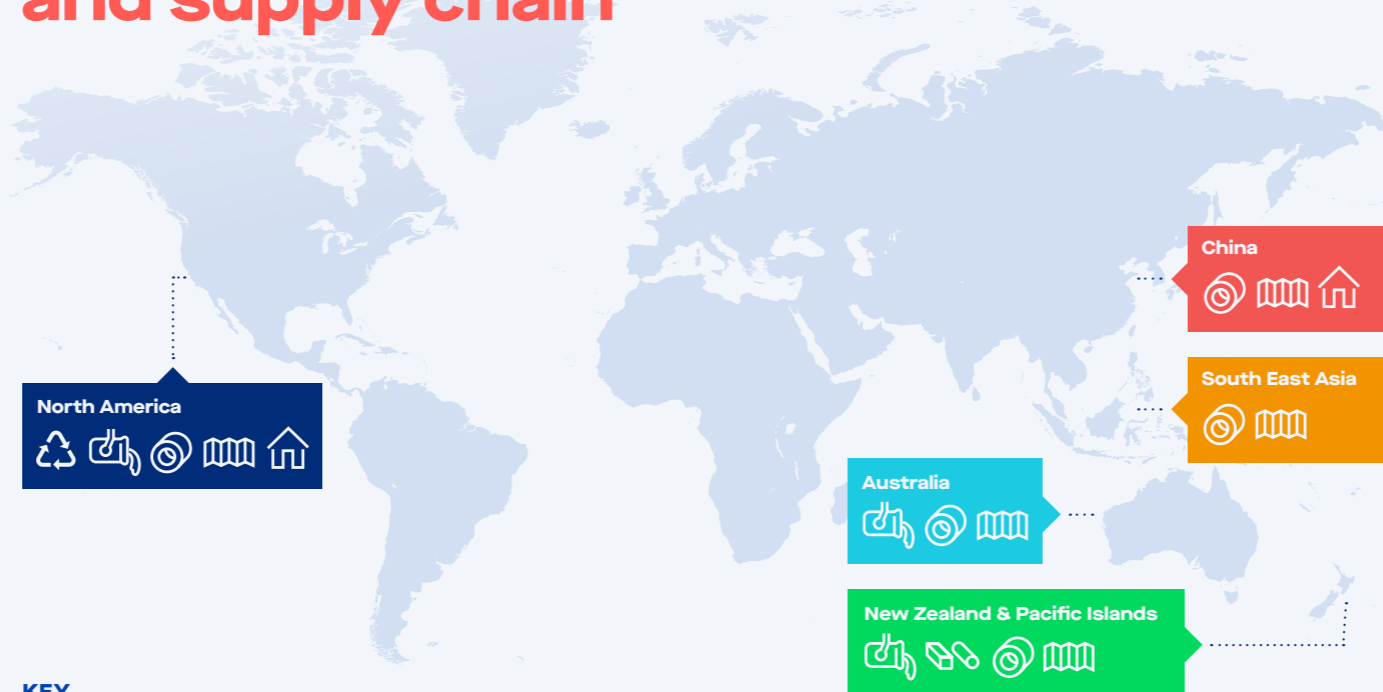 and supply chain
China
South East Asia
North America
Australia
New Zealand & Pacific Islands
KEY